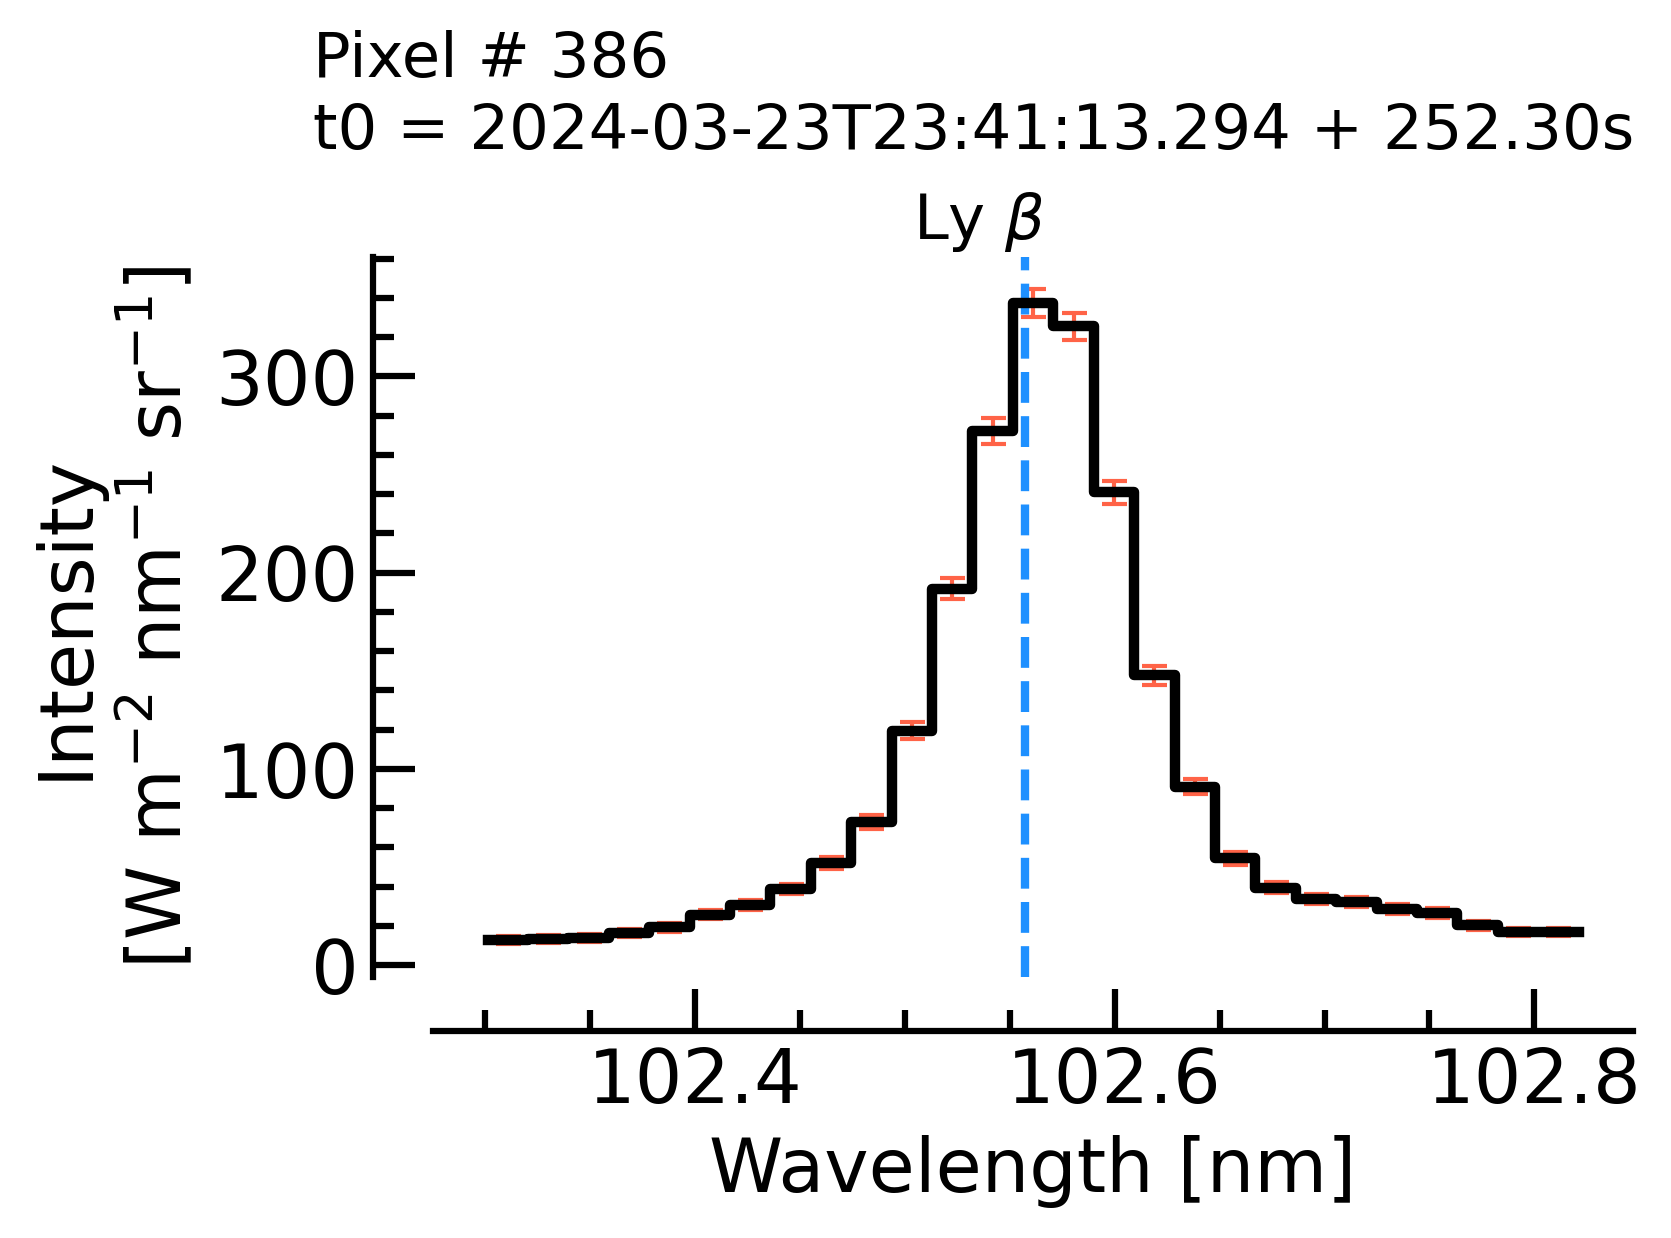 Pixel # 386
t0 = 2024-03-23T23:41:13.294 + 252.30s
Ly β
Intensity
[W m⁻² nm⁻¹ sr⁻¹]
300
200
100
0
102.4 102.6 102.8
Wavelength [nm]